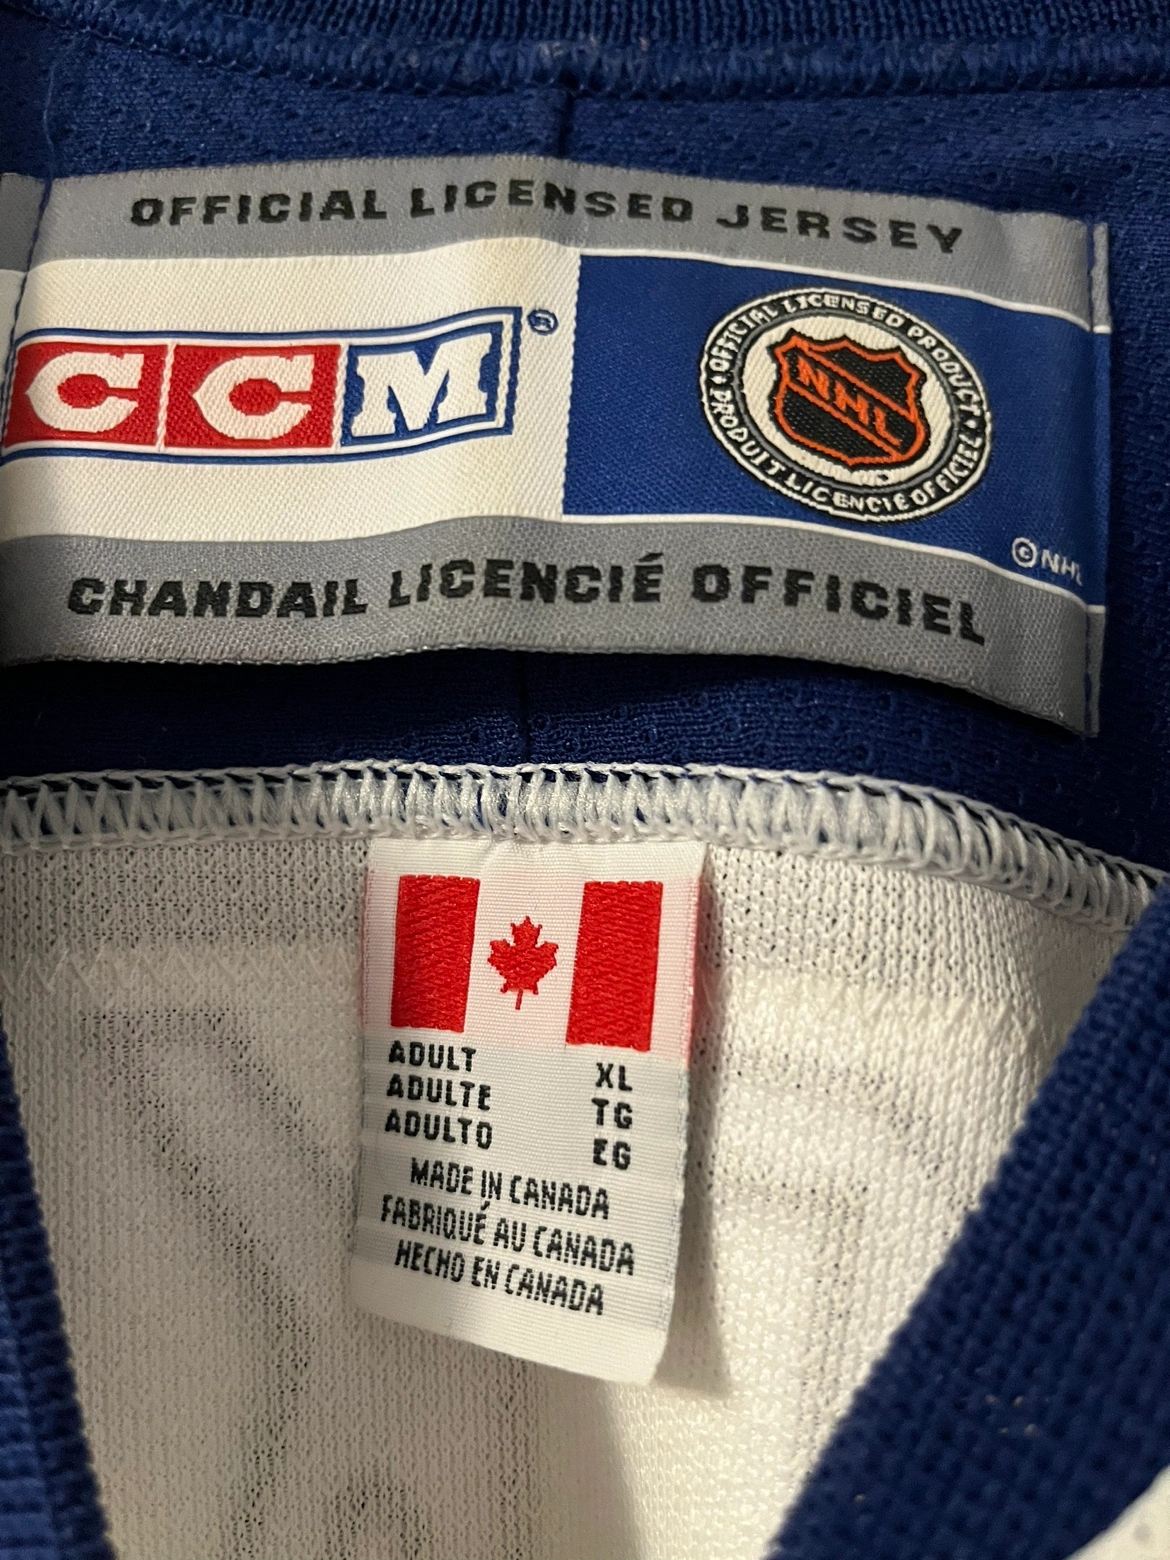 OFFICIAL LICENSED JERSEY
CCM®
OFFICIAL LICENSED PRODUCT • PRODUIT LICENCIÉ OFFICIEL •
NHL
©NHL
CHANDAIL LICENCIÉ OFFICIEL
ADULT XL
ADULTE TG
ADULTO EG
MADE IN CANADA
FABRIQUÉ AU CANADA
HECHO EN CANADA